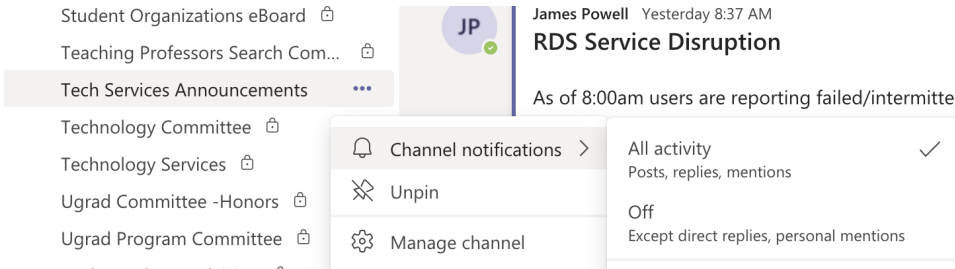 Student Organizations eBoard
Teaching Professors Search Com...
Tech Services Announcements
Technology Committee
Technology Services
Ugrad Committee -Honors
Ugrad Program Committee
JP
James Powell Yesterday 8:37 AM
RDS Service Disruption
As of 8:00am users are reporting failed/intermitte
Channel notifications
Unpin
Manage channel
All activity
Posts, replies, mentions
Off
Except direct replies, personal mentions